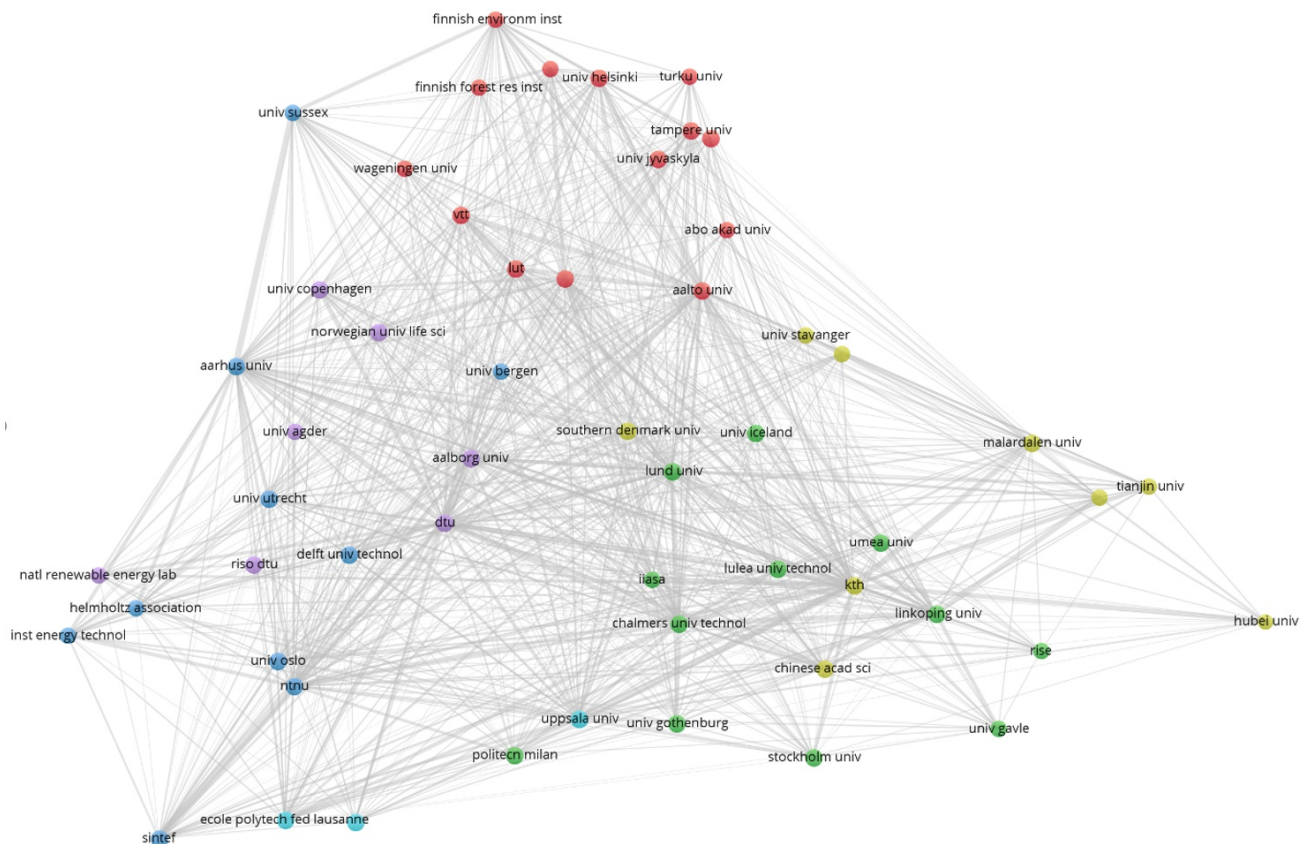 finnish environm inst
univ helsinki
turku univ
finnish forest res inst
univ sussex
tampere univ
univ jyvaskyla
wageningen univ
vtt
abo akad univ
lut
univ copenhagen
aalto univ
norwegian univ life sci
univ stavanger
aarhus univ
univ bergen
univ agder
southern denmark univ
univ iceland
malardalen univ
aalborg univ
lund univ
tianjin univ
univ utrecht
dtu
umea univ
delft univ technol
riso dtu
lulea univ technol
natl renewable energy lab
iiasa
kth
helmholtz association
linkoping univ
chalmers univ technol
hubei univ
inst energy technol
rise
univ oslo
chinese acad sci
ntnu
uppsala univ
univ gothenburg
univ gavle
politecn milan
stockholm univ
ecole polytech fed lausanne
sintef